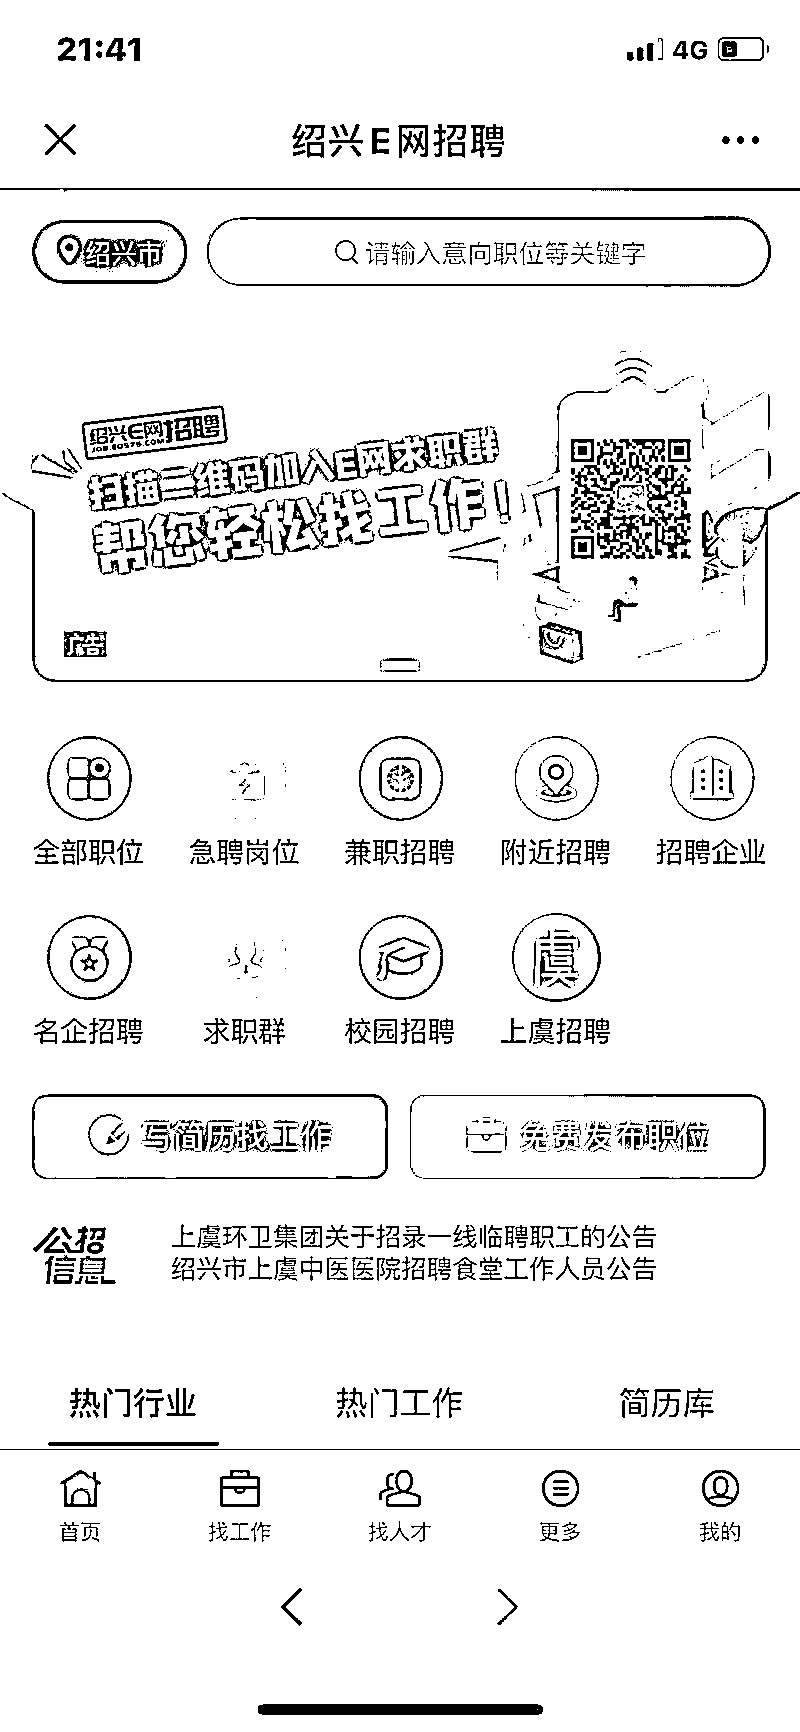 21:41
4G
绍兴E网招聘
绍兴市
请输入意向职位等关键字
绍兴E网招聘
JOB.E0575.COM
扫描二维码加入E网求职群
帮您轻松找工作!
广告
全部职位 急聘岗位 兼职招聘 附近招聘 招聘企业
虞
名企招聘 求职群 校园招聘 上虞招聘
写简历找工作 免费发布职位
公招
信息
上虞环卫集团关于招录一线临聘职工的公告
绍兴市上虞中医医院招聘食堂工作人员公告
热门行业 热门工作 简历库
首页 找工作 找人才 更多 我的